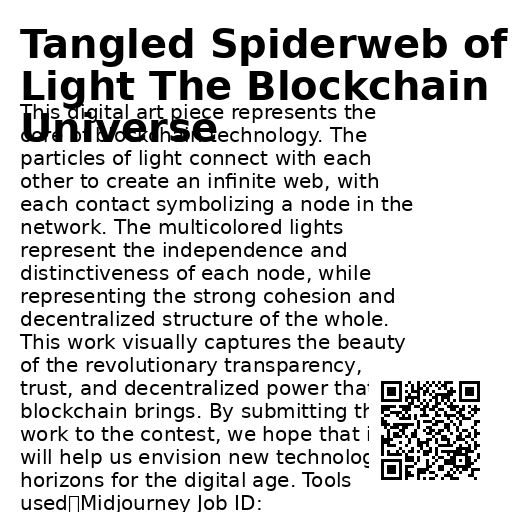 Tangled Spiderweb of
Light The Blockchain
Universe
This digital art piece represents the
core of blockchain technology. The
particles of light connect with each
other to create an infinite web, with
each contact symbolizing a node in the
network. The multicolored lights
represent the independence and
distinctiveness of each node, while
representing the strong cohesion and
decentralized structure of the whole.
This work visually captures the beauty
of the revolutionary transparency,
trust, and decentralized power that
blockchain brings. By submitting th
work to the contest, we hope that i
will help us envision new technolog
horizons for the digital age. Tools
used▯Midjourney Job ID: